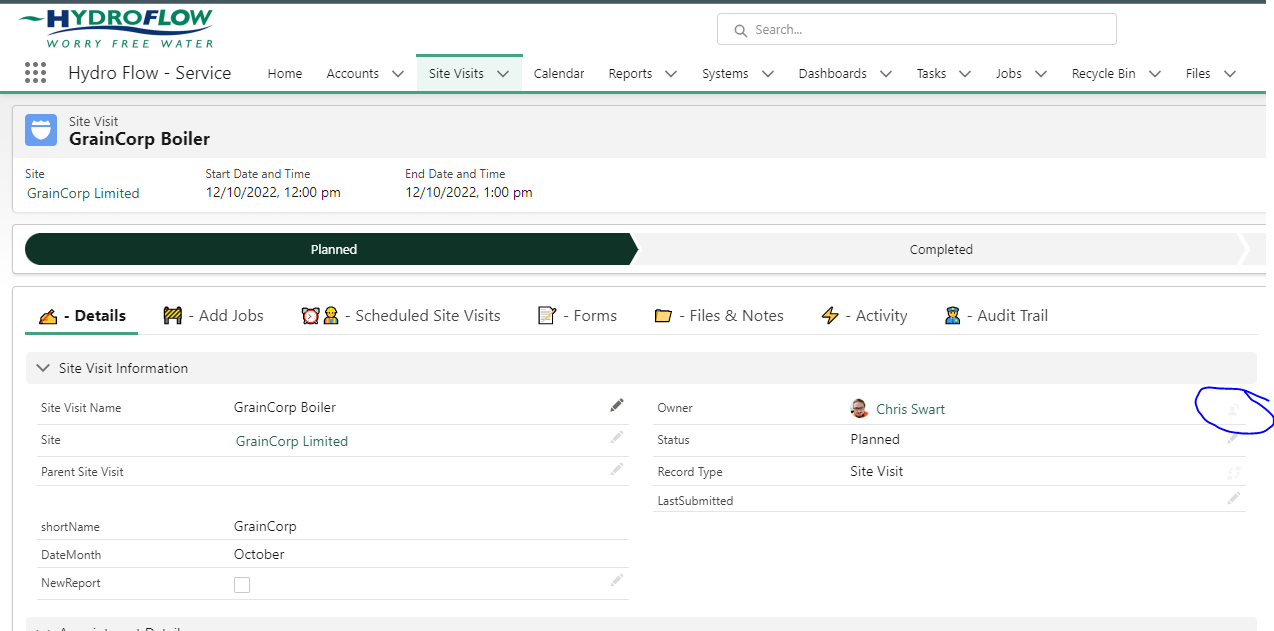 HYDROFLOW
WORRY FREE WATER
Search...
Hydro Flow - Service Home Accounts Site Visits Calendar Reports Systems Dashboards Tasks Jobs Recycle Bin Files
Site Visit
GrainCorp Boiler
Site Start Date and Time End Date and Time
GrainCorp Limited 12/10/2022, 12:00 pm 12/10/2022, 1:00 pm
Planned Completed
- Details - Add Jobs - Scheduled Site Visits - Forms - Files & Notes - Activity - Audit Trail
Site Visit Information
Site Visit Name GrainCorp Boiler Owner Chris Swart
Site GrainCorp Limited Status Planned
Parent Site Visit Record Type Site Visit
LastSubmitted
shortName GrainCorp
DateMonth October
NewReport